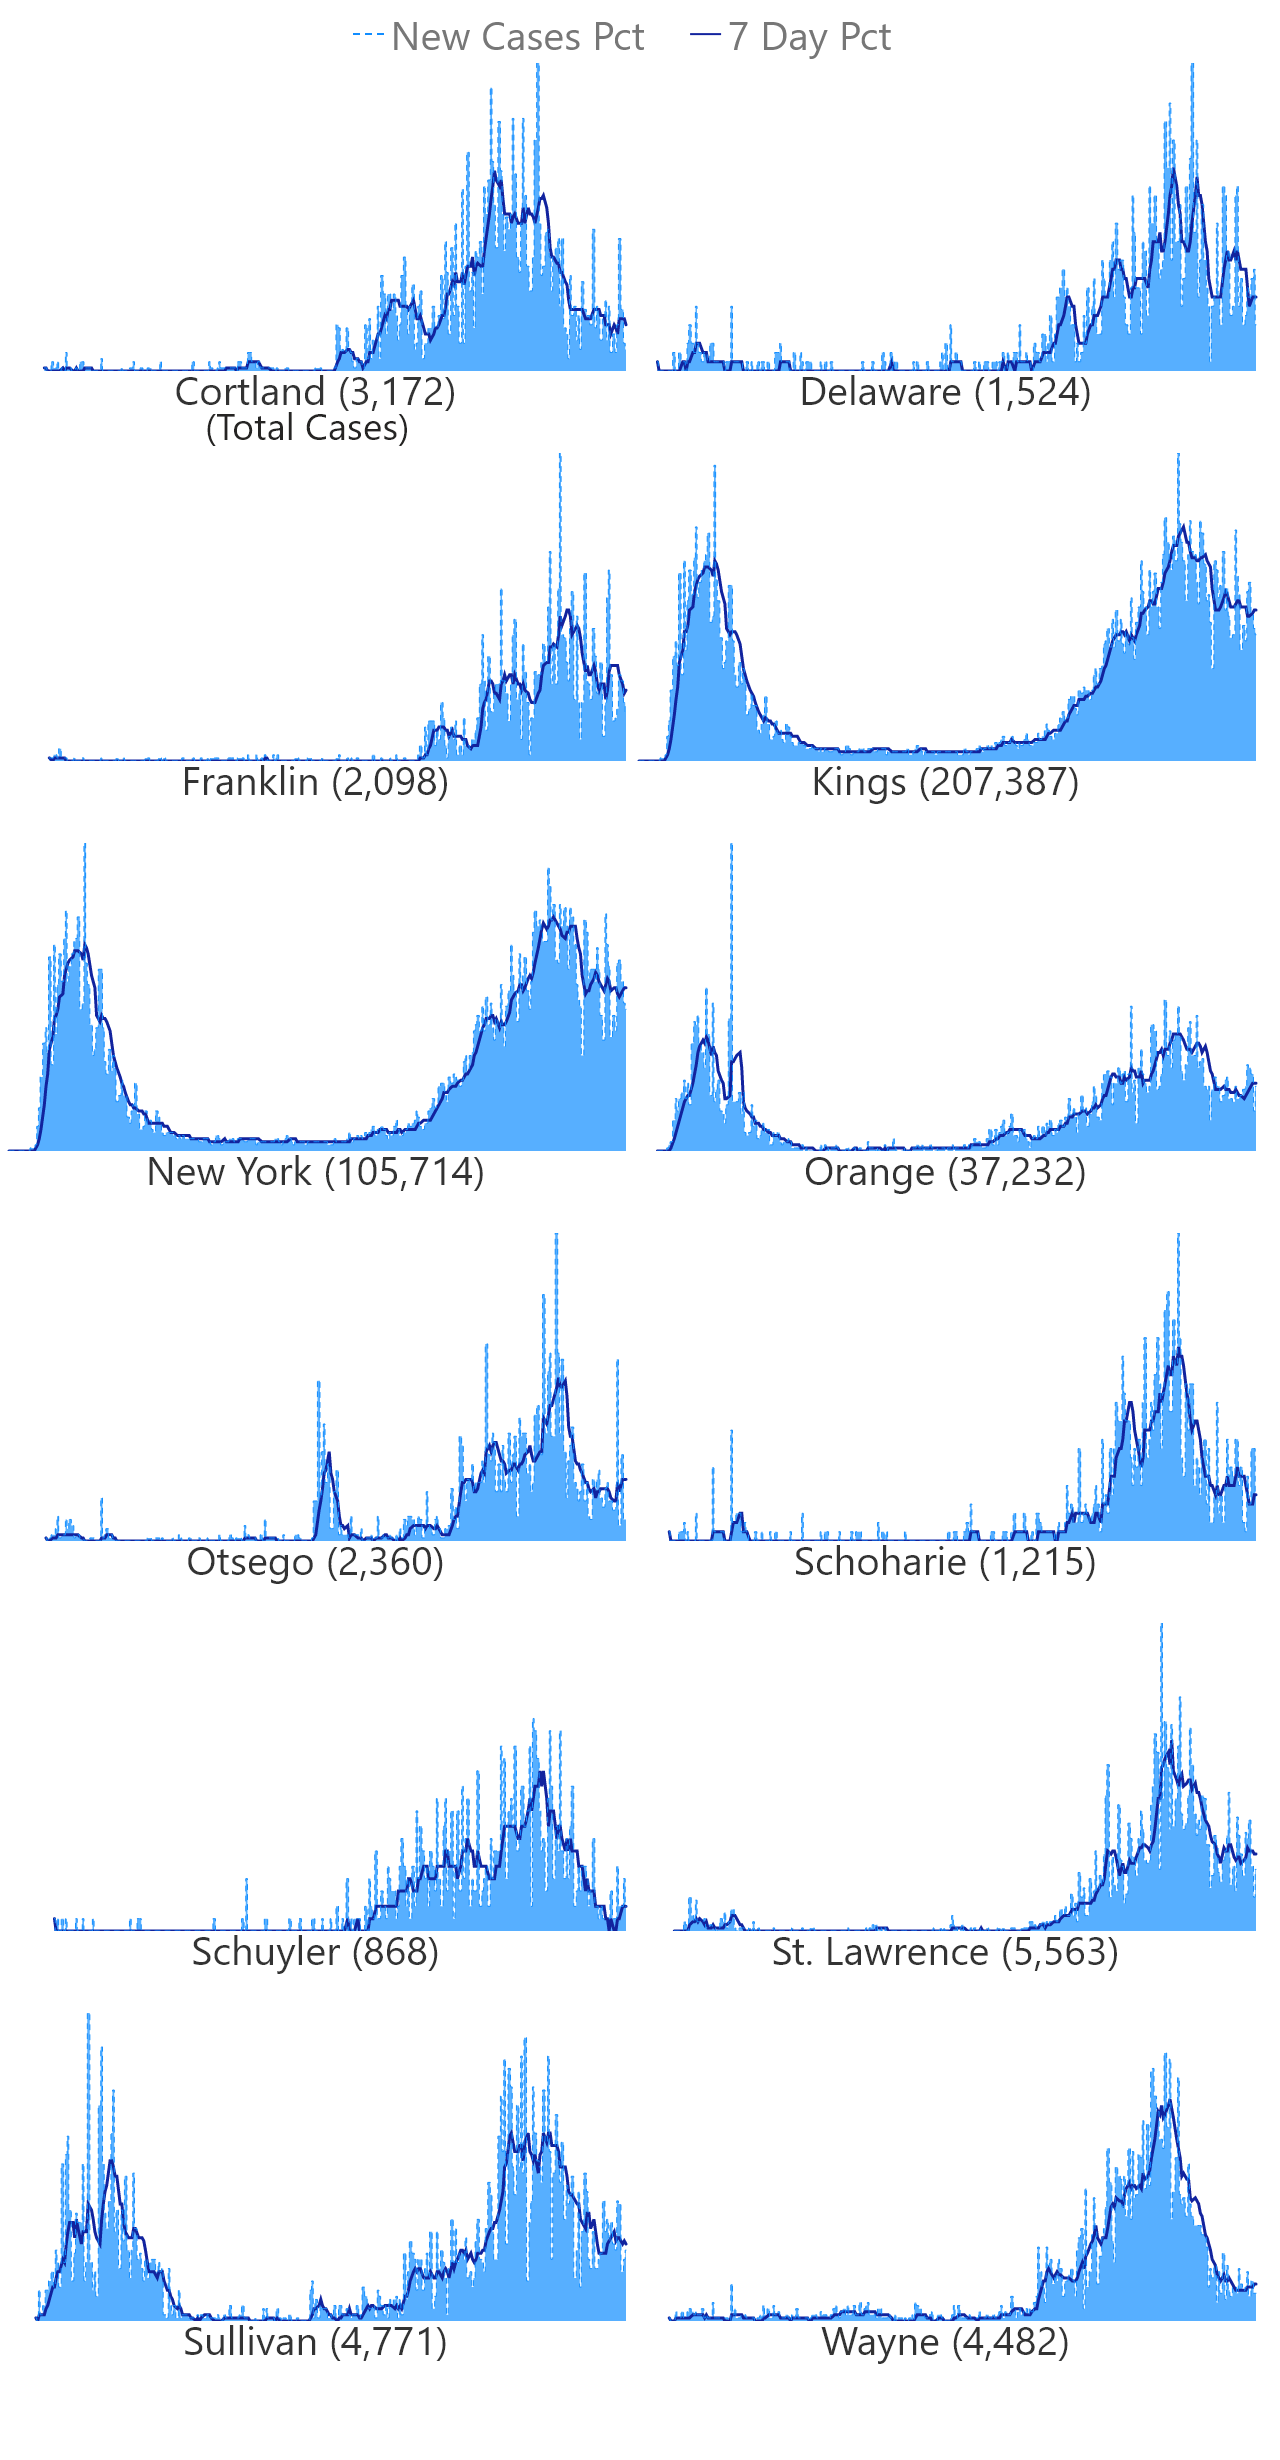 New Cases Pct 7 Day Pct
Cortland (3,172) Delaware (1,524)
(Total Cases)
Franklin (2,098) Kings (207,387)
New York (105,714) Orange (37,232)
Otsego (2,360) Schoharie (1,215)
Schuyler (868) St. Lawrence (5,563)
Sullivan (4,771) Wayne (4,482)